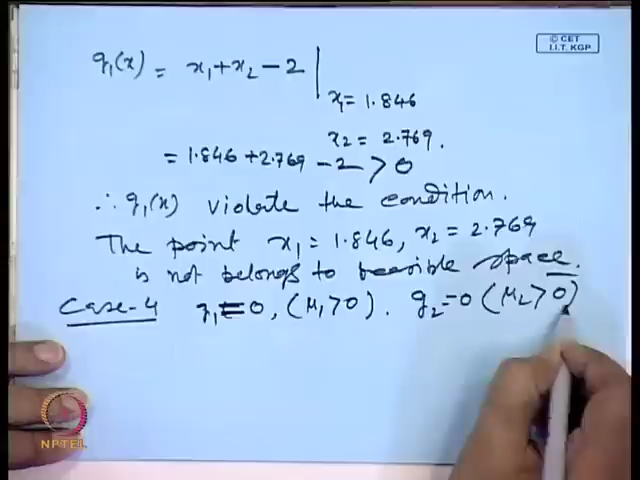 © CET
I.I.T. KGP
g₁(x) = x₁+x₂ - 2 |
x₁ = 1.846
x₂ = 2.769.
= 1.846 + 2.769 - 2 > 0
∴ g₁(x) violate the condition.
The point x₁ = 1.846, x₂ = 2.769
is not belongs to feasible space.
Case-4 g₁ = 0, (μ₁ > 0). g₂ = 0 (μ₂ > 0)
NPTEL